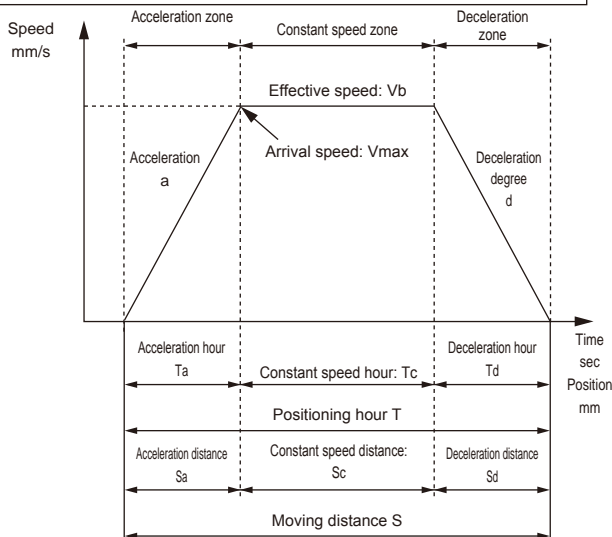 Speed
mm/s
Acceleration zone
Constant speed zone
Deceleration
zone
Effective speed: Vb
Arrival speed: Vmax
Acceleration
a
Deceleration
degree
d
Time
sec
Position
mm
Acceleration hour
Ta
Constant speed hour: Tc
Deceleration hour
Td
Positioning hour T
Acceleration distance
Sa
Constant speed distance:
Sc
Deceleration distance
Sd
Moving distance S